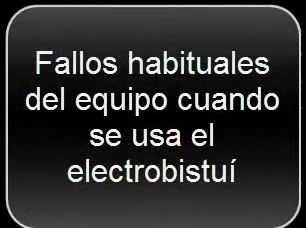 Fallos habituales
del equipo cuando
se usa el
electrobistuí